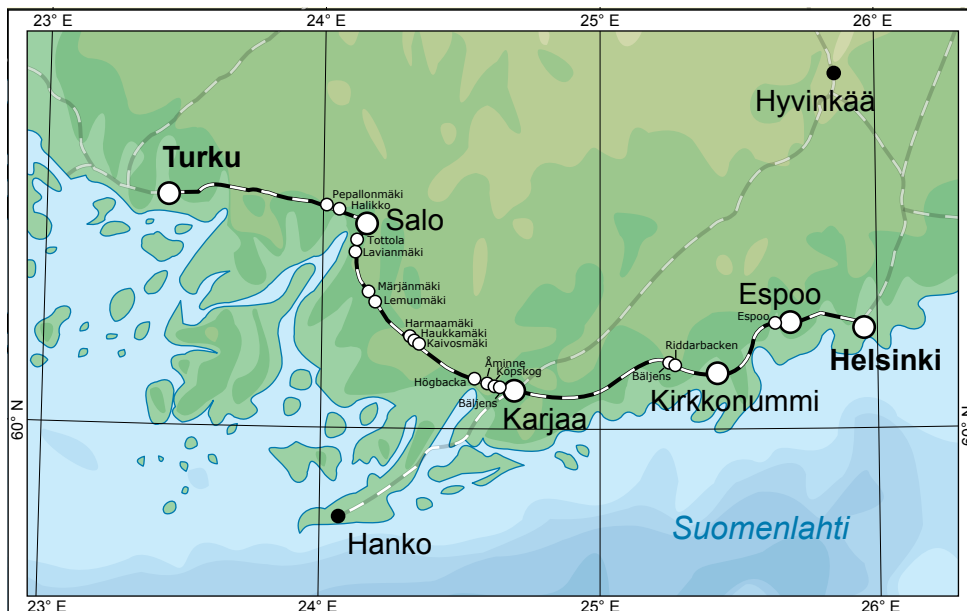 23° E
24° E
25° E
26° E
Hyvinkää
Turku
Pepallonmäki
Halikko
Salo
Tottola
Lavianmäki
Märjänmäki
Lemunmäki
Espoo
Espoo
Harmaamäki
Haukkamäki
Kaivosmäki
Riddarbacken
Helsinki
Åminne
Köpskog
Högbacka
Bäljens
Kirkkonummi
Bäljens
Karjaa
60° N
60° N
Suomenlahti
Hanko
23° E
24° E
25° E
26° E